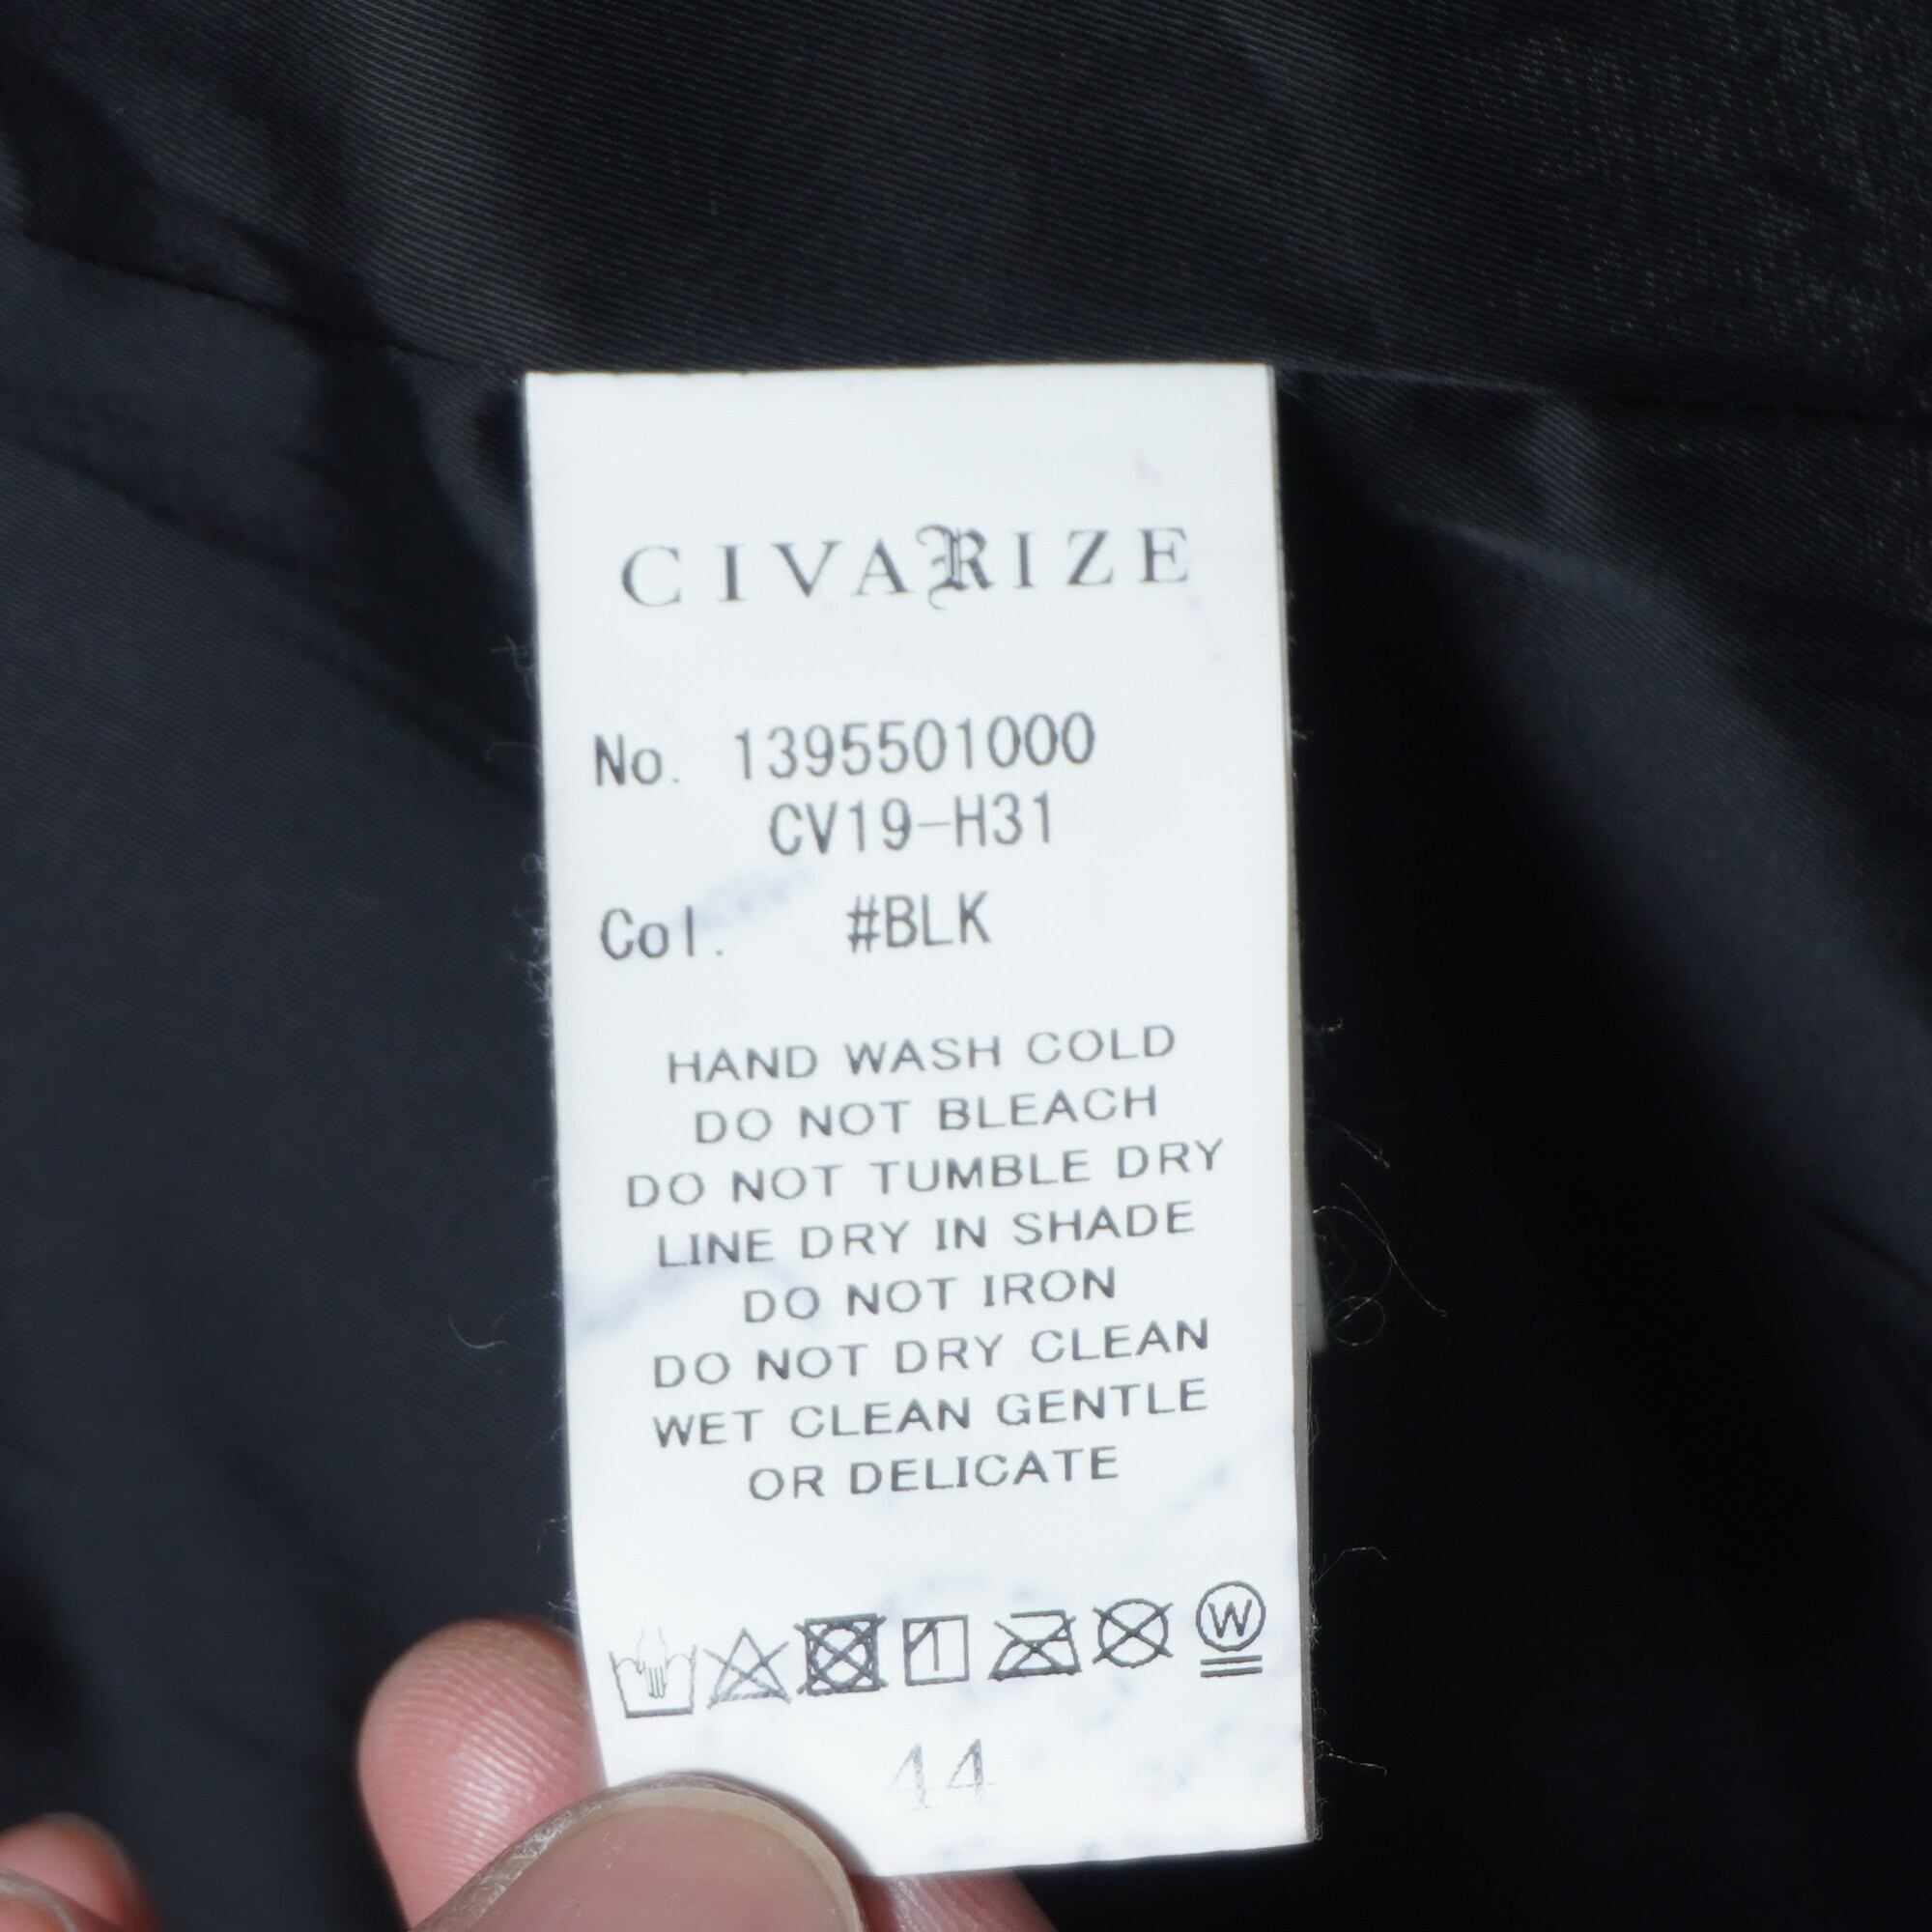 CIVARIZE
No. 1395501000
CV19-H31
Col. #BLK
HAND WASH COLD
DO NOT BLEACH
DO NOT TUMBLE DRY
LINE DRY IN SHADE
DO NOT IRON
DO NOT DRY CLEAN
WET CLEAN GENTLE
OR DELICATE
W
44